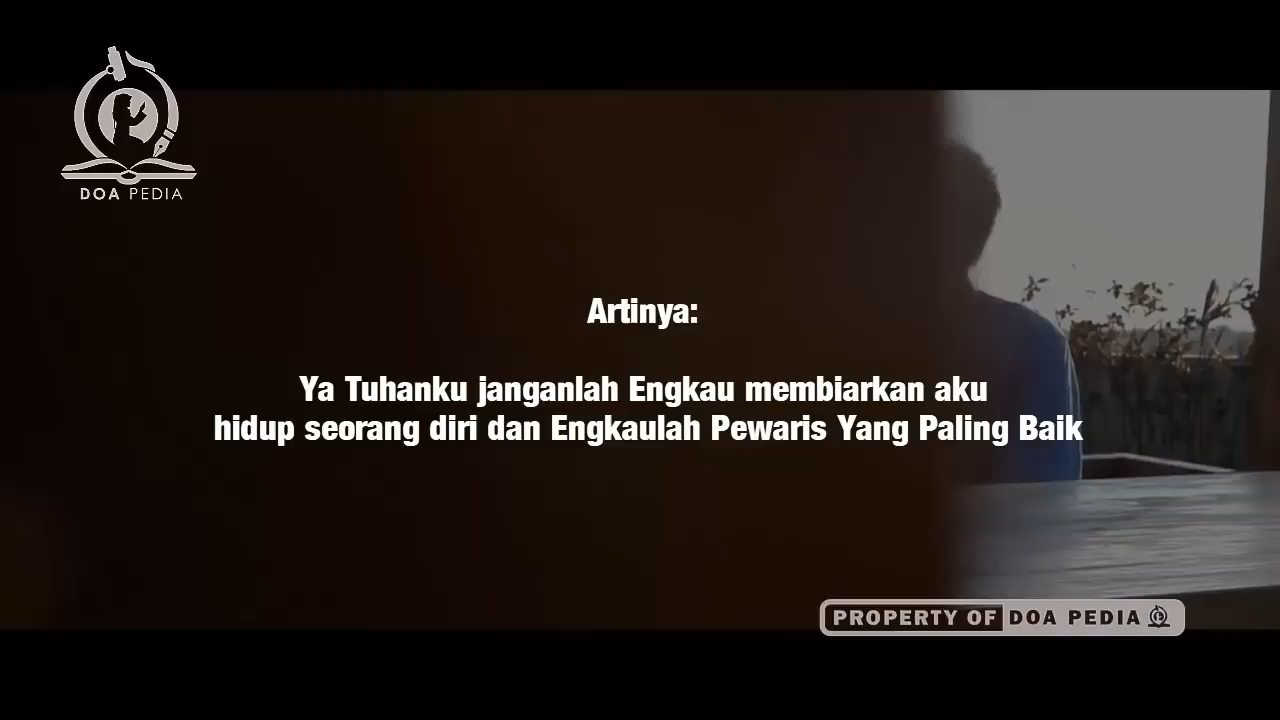 DOA PEDIA
Artinya:
Ya Tuhanku janganlah Engkau membiarkan aku
hidup seorang diri dan Engkaulah Pewaris Yang Paling Baik
PROPERTY OF DOA PEDIA